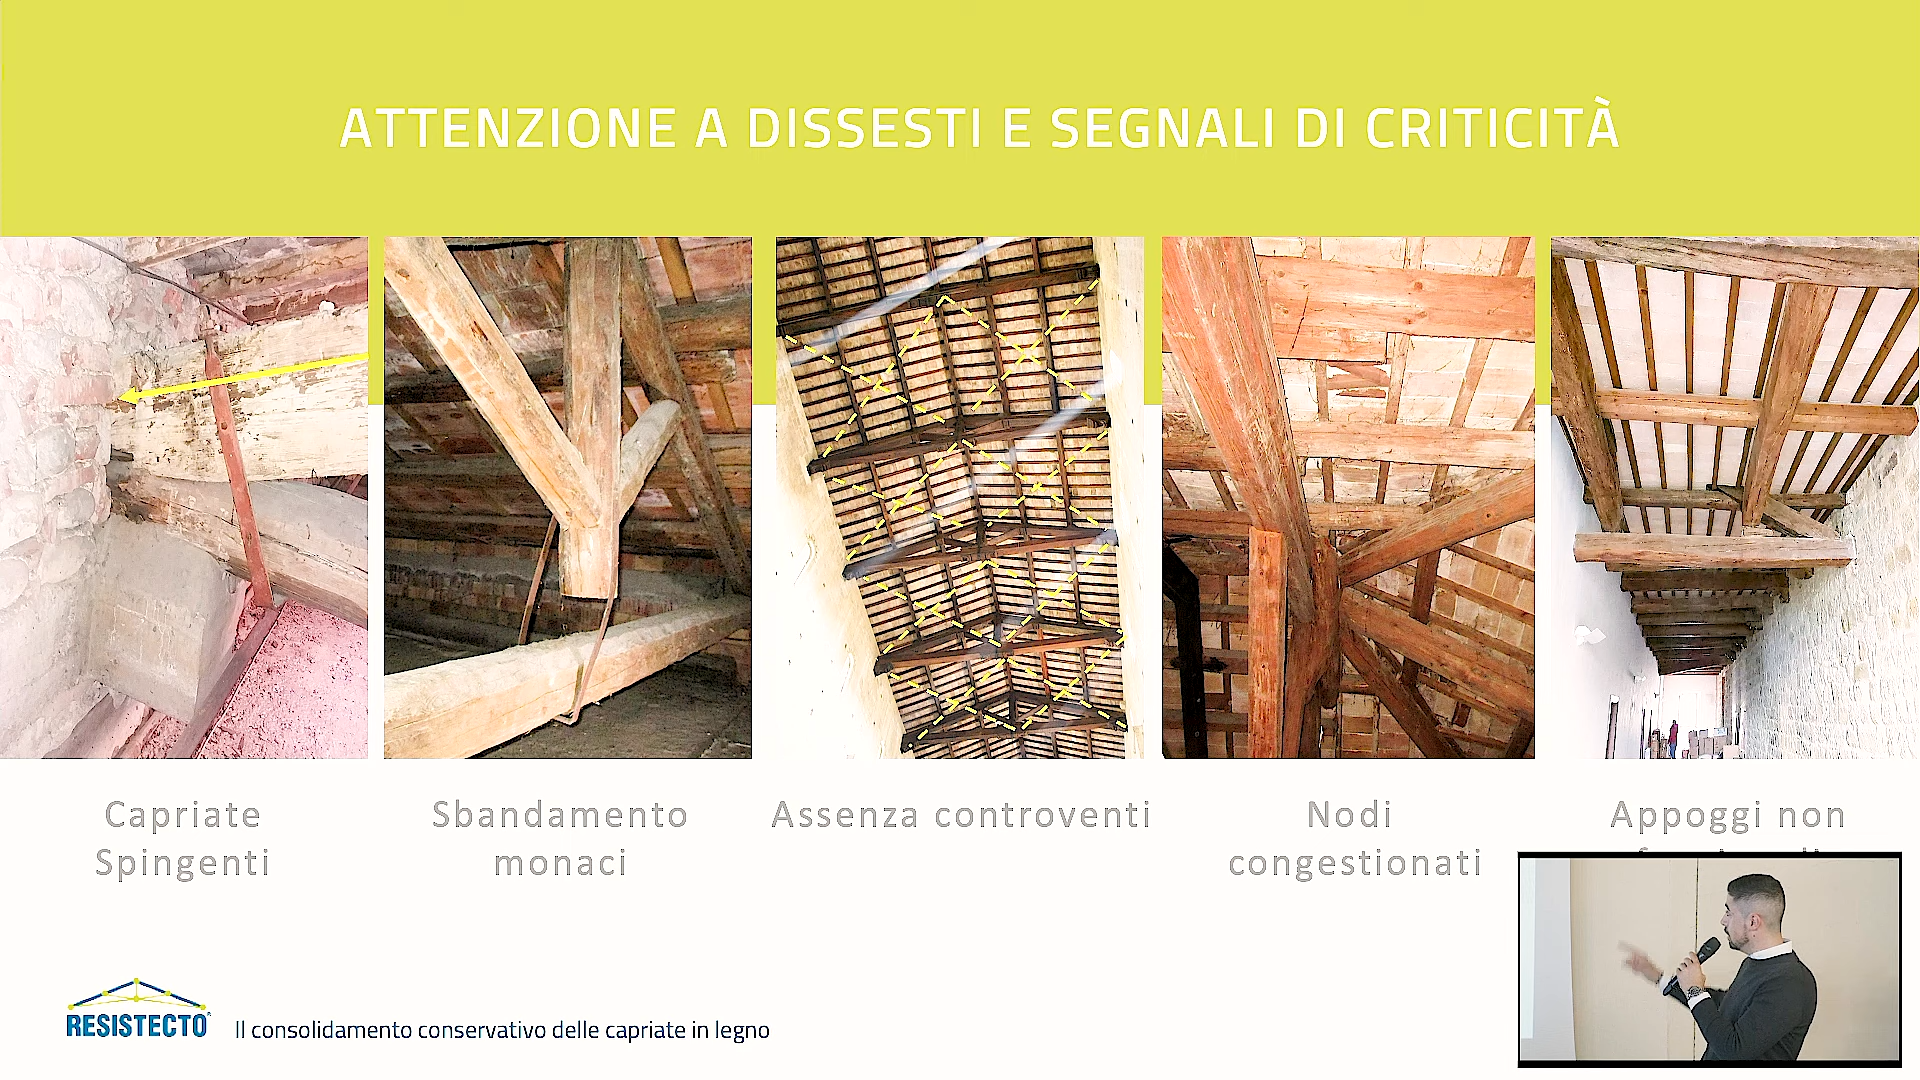 ATTENZIONE A DISSESTI E SEGNALI DI CRITICITÀ
Capriate
Spingenti
Sbandamento
monaci
Assenza controventi
Nodi
congestionati
Appoggi non
RESISTECTO
Il consolidamento conservativo delle capriate in legno